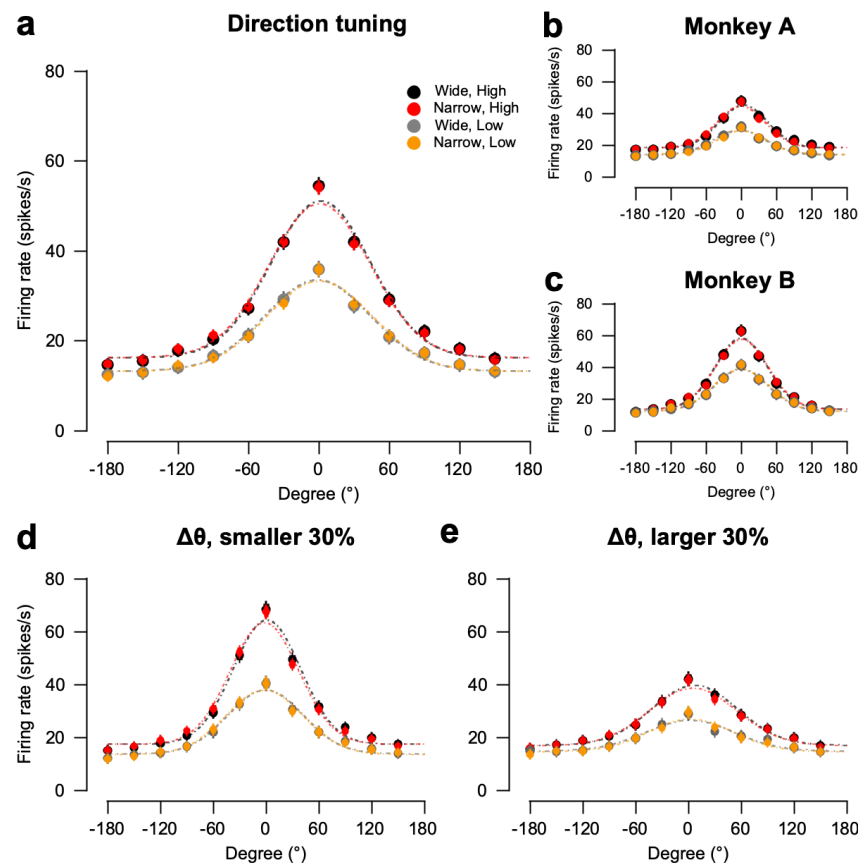 a
Direction tuning
Firing rate (spikes/s)
80
60
40
20
0
Wide, High
Narrow, High
Wide, Low
Narrow, Low
-180 -120 -60 0 60 120 180
Degree (°)
b
Monkey A
Firing rate (spikes/s)
80
60
40
20
0
-180 -120 -60 0 60 120 180
Degree (°)
c
Monkey B
Firing rate (spikes/s)
80
60
40
20
0
-180 -120 -60 0 60 120 180
Degree (°)
d
Δθ, smaller 30%
Firing rate (spikes/s)
80
60
40
20
0
-180 -120 -60 0 60 120 180
Degree (°)
e
Δθ, larger 30%
80
60
40
20
0
-180 -120 -60 0 60 120 180
Degree (°)